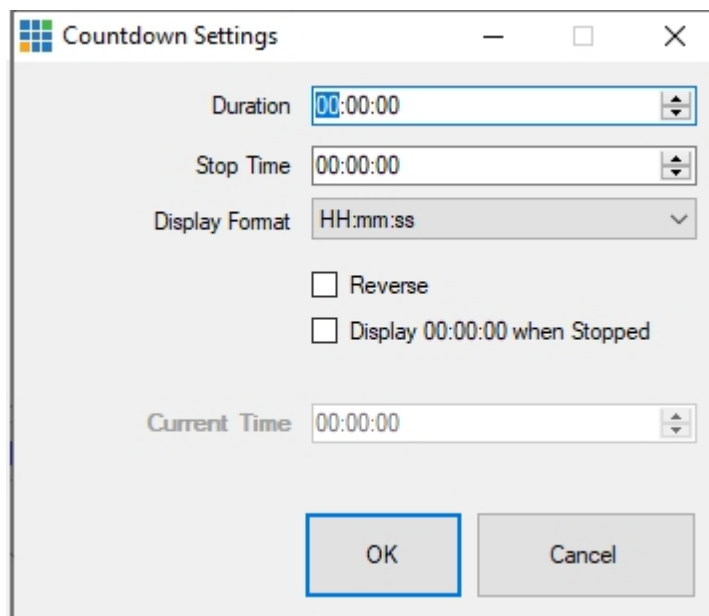 Countdown Settings
Duration 00:00:00
Stop Time 00:00:00
Display Format HH:mm:ss
Reverse
Display 00:00:00 when Stopped
Current Time 00:00:00
OK Cancel